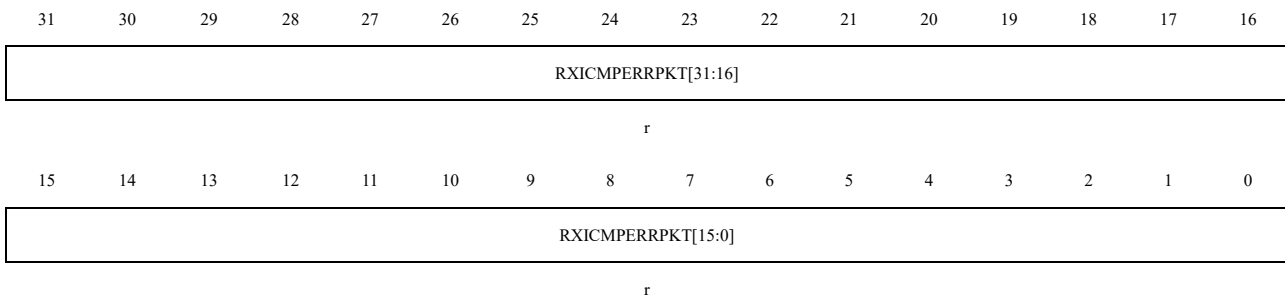 31 30 29 28 27 26 25 24 23 22 21 20 19 18 17 16
RXICMPERRPKT[31:16]
r
15 14 13 12 11 10 9 8 7 6 5 4 3 2 1 0
RXICMPERRPKT[15:0]
r